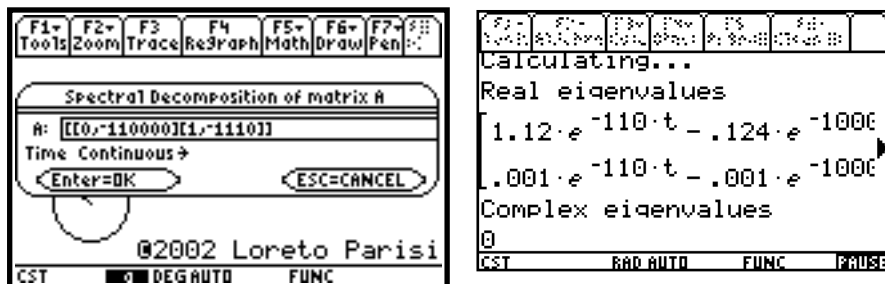 F1 F2 F3 F4 F5 F6 F7
Tools Zoom Trace ReGraph Math Draw Pen
Spectral Decomposition of matrix A
A: [[0,-110000][1,-1110]]
Time Continuous→
Enter=OK ESC=CANCEL
©2002 Loreto Parisi
CST DEG AUTO FUNC
Calculating...
Real eigenvalues
1.12·e^-110·t - .124·e^-1000
.001·e^-110·t - .001·e^-1000
Complex eigenvalues
0
CST RAD AUTO FUNC PAUSE